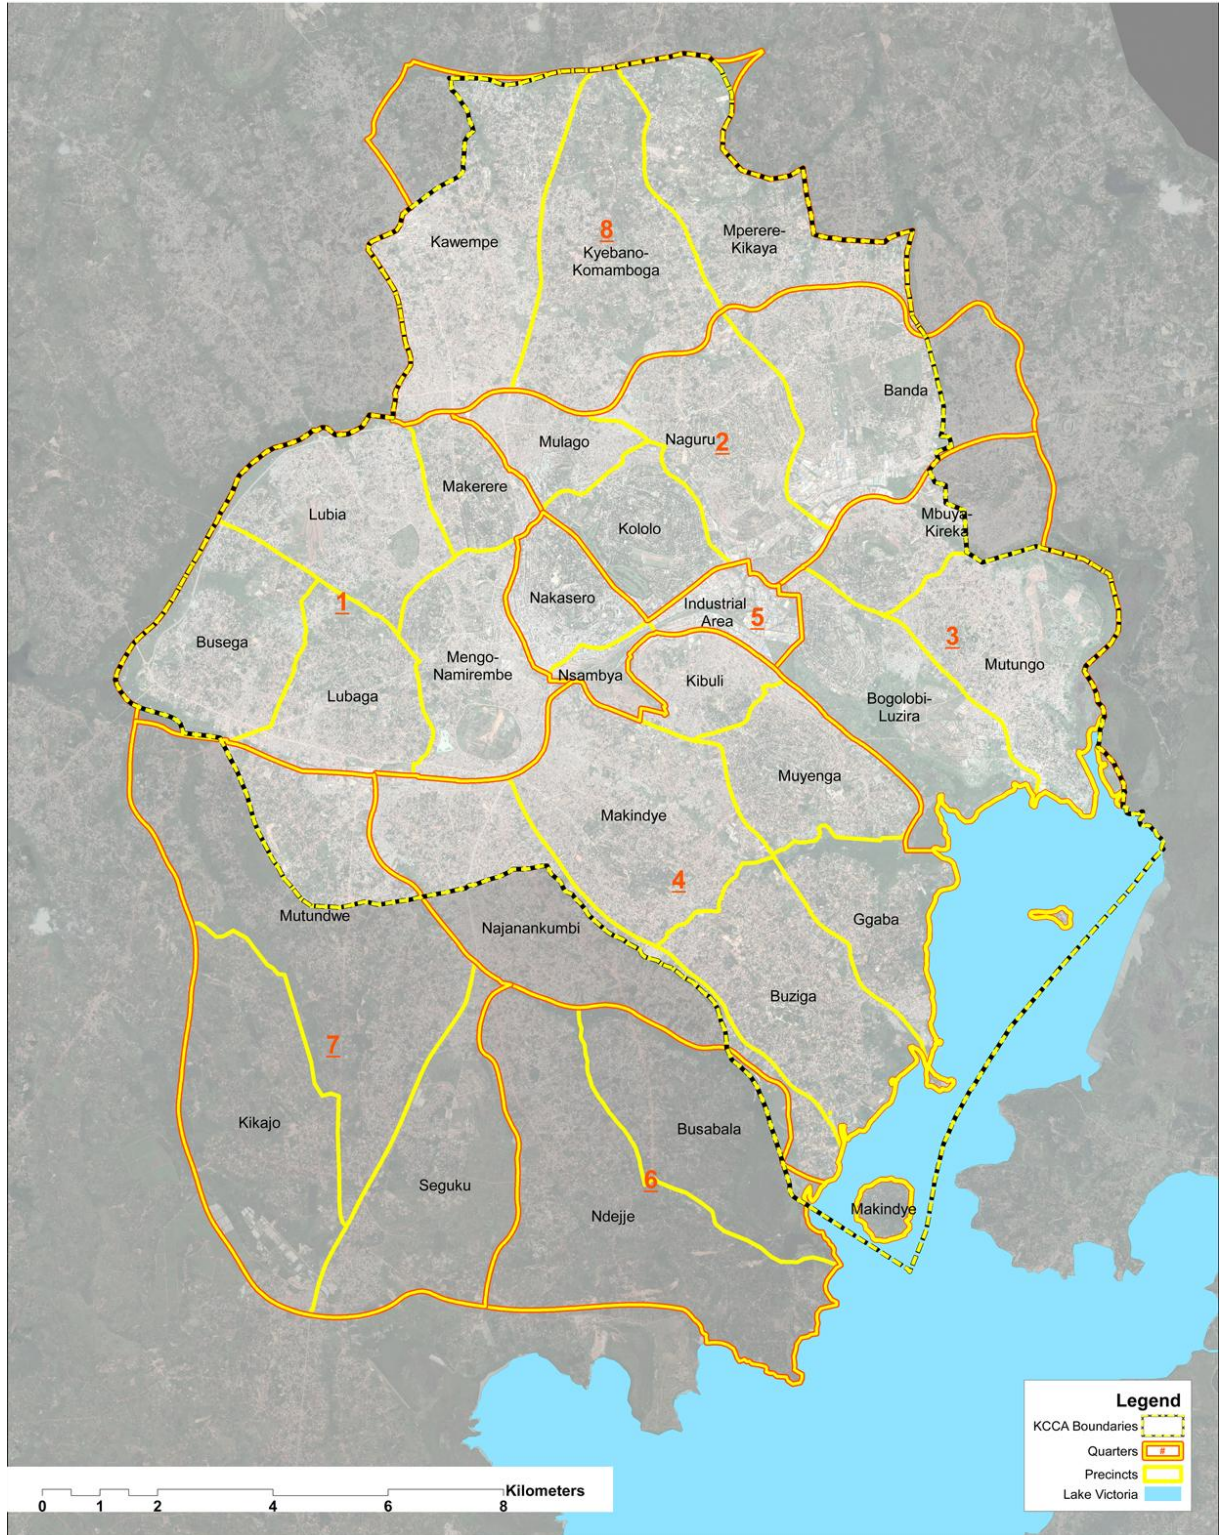 8
Kawempe
Kyebano-
Komamboga
Mperere-
Kikaya
Banda
Mulago
Naguru
2
Makerere
Lubia
Kololo
Mbuya-
Kireka
1
Nakasero
Industrial
Area
5
3
Busega
Mengo-
Namirembe
Nsambya
Kibuli
Mutungo
Lubaga
Bogolobi-
Luzira
Muyenga
Makindye
4
Mutundwe
Najanankumbi
Ggaba
Buziga
7
Kikajo
Busabala
Seguku
6
Ndejje
Makindye
Legend
KCCA Boundaries
Quarters #
Precincts
Lake Victoria
Kilometers
0 1 2 4 6 8